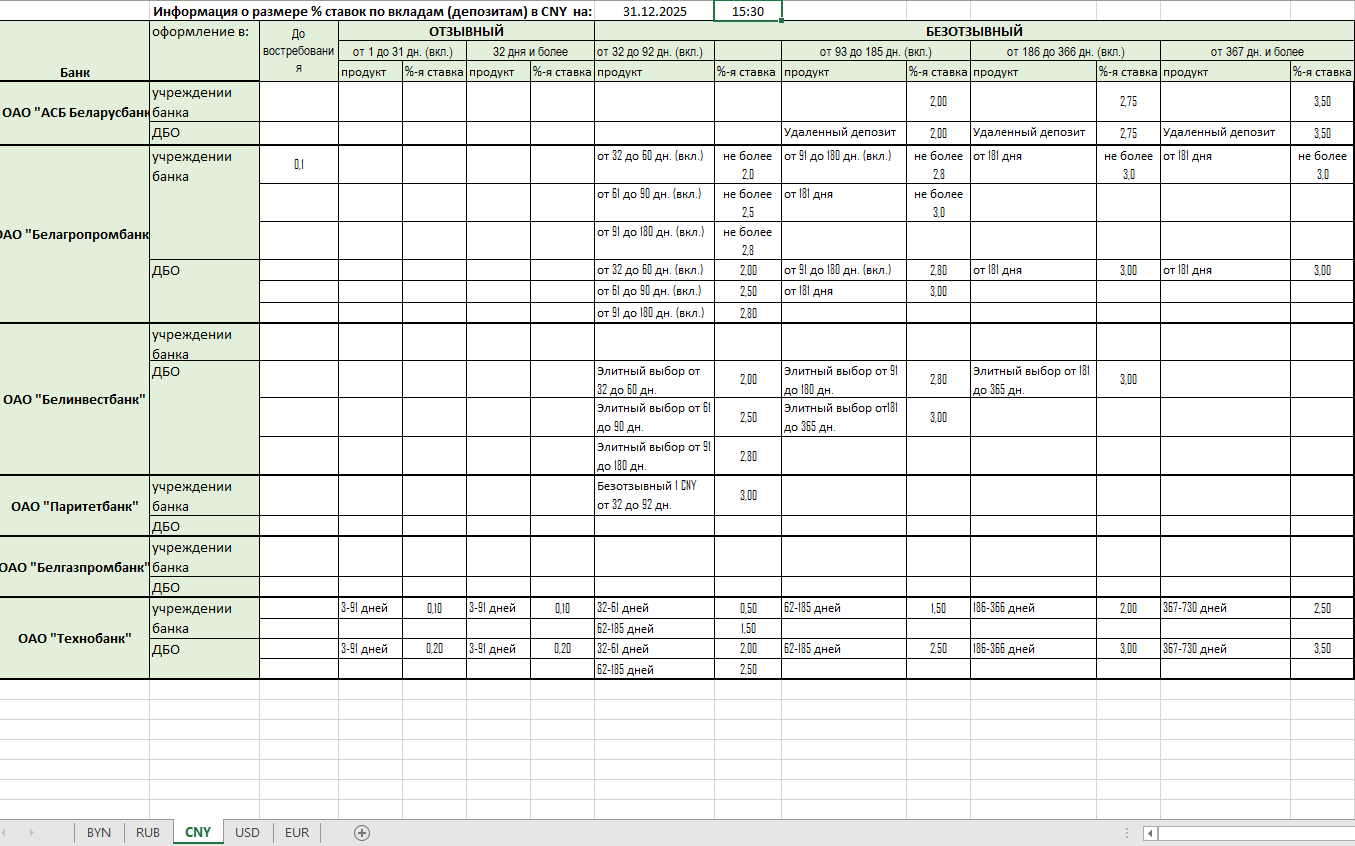 Информация о размере % ставок по вкладам (депозитам) в CNY на: 31.12.2025 15:30
Банк оформление в: До востребования ОТЗЫВНЫЙ БЕЗОТЗЫВНЫЙ
от 1 до 31 дн. (вкл.) 32 дня и более от 32 до 92 дн. (вкл.) от 93 до 185 дн. (вкл.) от 186 до 366 дн. (вкл.) от 367 дн. и более
продукт %-я ставка продукт %-я ставка продукт %-я ставка продукт %-я ставка продукт %-я ставка продукт %-я ставка
ОАО "АСБ Беларусбанк
учреждении банка 2,00 2,75 3,50
ДБО Удаленный депозит 2,00 Удаленный депозит 2,75 Удаленный депозит 3,50
ОАО "Белагропромбанк
учреждении банка 0,1 от 32 до 60 дн. (вкл.) не более 2,0 от 91 до 180 дн. (вкл.) не более 2,8 от 181 дня не более 3,0 от 181 дня не более 3,0
от 61 до 90 дн. (вкл.) не более 2,5 от 181 дня не более 3,0
от 91 до 180 дн. (вкл.) не более 2,8
ДБО от 32 до 60 дн. (вкл.) 2,00 от 91 до 180 дн. (вкл.) 2,80 от 181 дня 3,00 от 181 дня 3,00
от 61 до 90 дн. (вкл.) 2,50 от 181 дня 3,00
от 91 до 180 дн. (вкл.) 2,80
ОАО "Белинвестбанк"
учреждении банка
ДБО Элитный выбор от 32 до 60 дн. 2,00 Элитный выбор от 91 до 180 дн. 2,80 Элитный выбор от 181 до 365 дн. 3,00
Элитный выбор от 61 до 90 дн. 2,50 Элитный выбор от181 до 365 дн. 3,00
Элитный выбор от 91 до 180 дн. 2,80
ОАО "Паритетбанк"
учреждении банка Безотзывный 1 CNY от 32 до 92 дн. 3,00
ДБО
ОАО "Белгазпромбанк"
учреждении банка
ДБО
ОАО "Технобанк"
учреждении банка 3-91 дней 0,10 3-91 дней 0,10 32-61 дней 0,50 62-185 дней 1,50 186-366 дней 2,00 367-730 дней 2,50
62-185 дней 1,50
ДБО 3-91 дней 0,20 3-91 дней 0,20 32-61 дней 2,00 62-185 дней 2,50 186-366 дней 3,00 367-730 дней 3,50
62-185 дней 2,50
BYN RUB CNY USD EUR